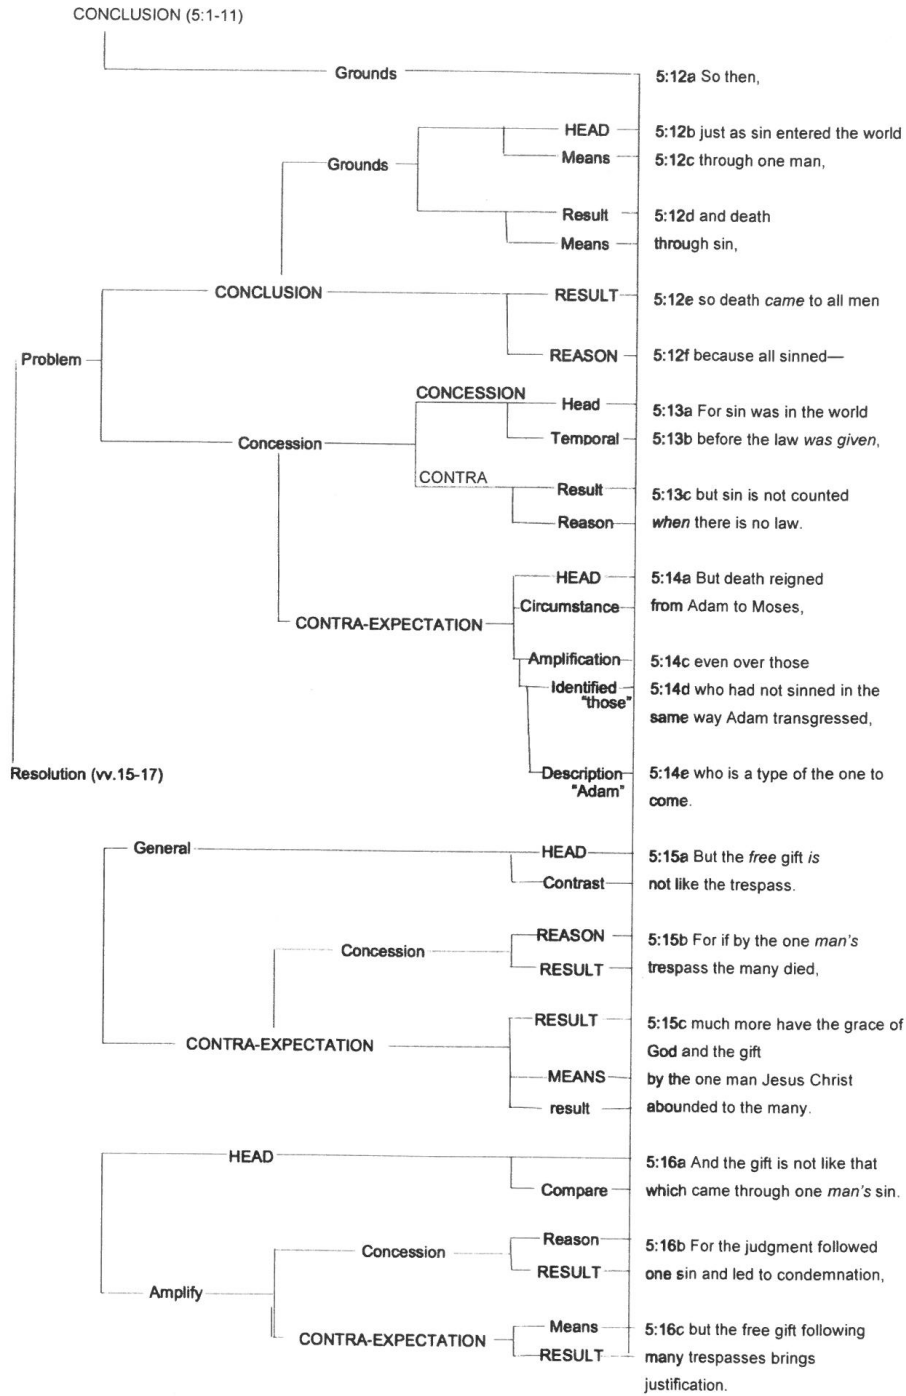 CONCLUSION (5:1-11)
Grounds 5:12a So then,
HEAD 5:12b just as sin entered the world
Grounds Means 5:12c through one man,
Result 5:12d and death
Means through sin,
CONCLUSION RESULT 5:12e so death came to all men
Problem REASON 5:12f because all sinned—
CONCESSION
Head 5:13a For sin was in the world
Concession Temporal 5:13b before the law was given,
CONTRA
Result 5:13c but sin is not counted
Reason when there is no law.
HEAD 5:14a But death reigned
Circumstance from Adam to Moses,
CONTRA-EXPECTATION
Amplification 5:14c even over those
Identified 5:14d who had not sinned in the
"those"
same way Adam transgressed,
Resolution (vv.15-17) Description 5:14e who is a type of the one to
"Adam" come.
General HEAD 5:15a But the free gift is
Contrast not like the trespass.
REASON 5:15b For if by the one man's
Concession
RESULT trespass the many died,
RESULT 5:15c much more have the grace of
CONTRA-EXPECTATION God and the gift
MEANS by the one man Jesus Christ
result abounded to the many.
HEAD 5:16a And the gift is not like that
Compare which came through one man's sin.
Reason 5:16b For the judgment followed
Concession
RESULT one sin and led to condemnation,
Amplify
Means 5:16c but the free gift following
CONTRA-EXPECTATION
RESULT many trespasses brings
justification.